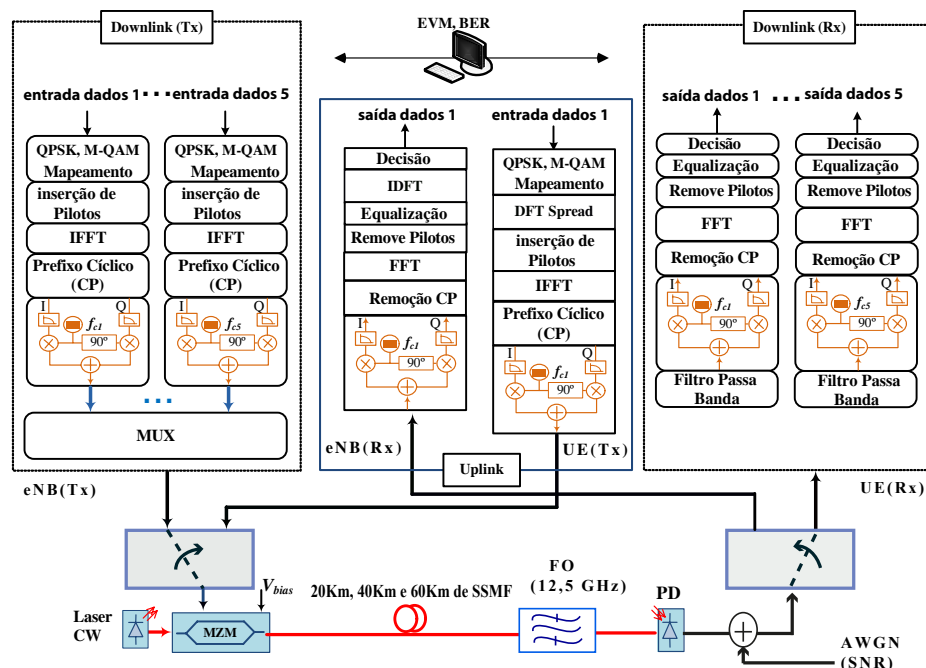 Downlink (Tx)
EVM, BER
Downlink (Rx)
entrada dados 1 ... entrada dados 5
QPSK, M-QAM
Mapeamento
inserção de
Pilotos
IFFT
Prefixo Cíclico
(CP)
I
Q
fc1
90º
QPSK, M-QAM
Mapeamento
inserção de
Pilotos
IFFT
Prefixo Cíclico
(CP)
I
Q
fc5
90º
...
MUX
eNB(Tx)
saída dados 1
Decisão
IDFT
Equalização
Remove Pilotos
FFT
Remoção CP
I
Q
fc1
90º
eNB(Rx)
entrada dados 1
QPSK, M-QAM
Mapeamento
DFT Spread
inserção de
Pilotos
IFFT
Prefixo Cíclico
(CP)
I
Q
fc1
90º
UE(Tx)
Uplink
saída dados 1 ... saída dados 5
Decisão
Equalização
Remove Pilotos
FFT
Remoção CP
I
Q
fc1
90º
Filtro Passa
Banda
Decisão
Equalização
Remove Pilotos
FFT
Remoção CP
I
Q
fc5
90º
Filtro Passa
Banda
UE(Rx)
Laser
CW
Vbias
MZM
20Km, 40Km e 60Km de SSMF
FO
(12,5 GHz)
PD
AWGN
(SNR)